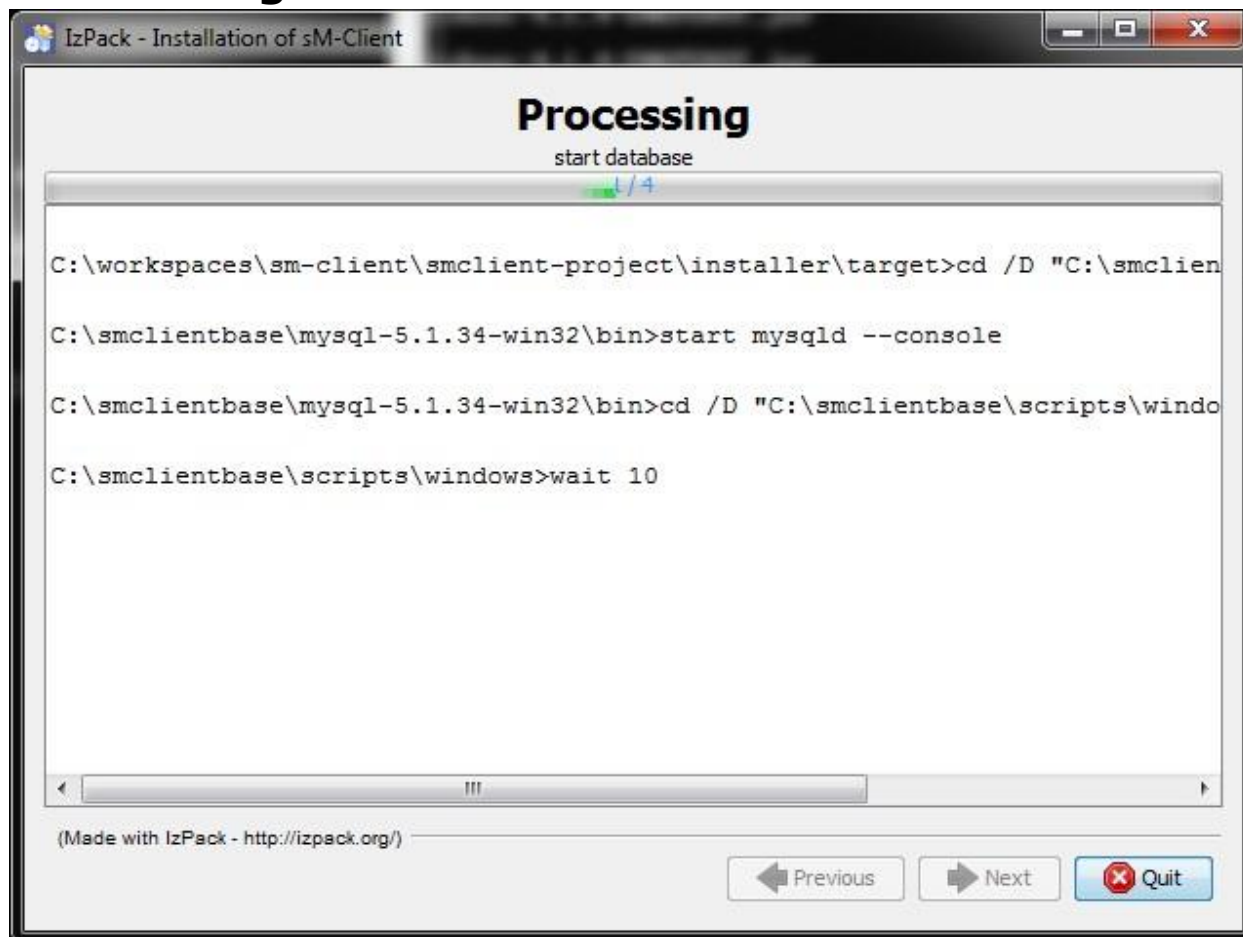 IzPack - Installation of sM-Client
Processing
start database
1 / 4
C:\workspaces\sm-client\smclient-project\installer\target>cd /D "C:\smclien
C:\smclientbase\mysql-5.1.34-win32\bin>start mysqld --console
C:\smclientbase\mysql-5.1.34-win32\bin>cd /D "C:\smclientbase\scripts\windo
C:\smclientbase\scripts\windows>wait 10
(Made with IzPack - http://izpack.org/)
Previous
Next
Quit